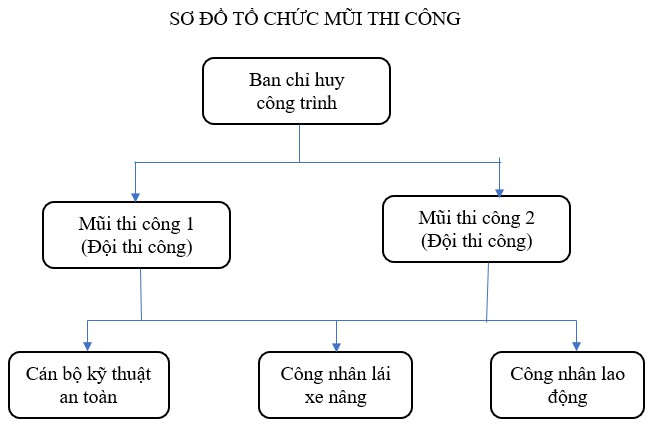 SƠ ĐỒ TỔ CHỨC MŨI THI CÔNG
Ban chỉ huy
công trình
Mũi thi công 1
(Đội thi công)
Mũi thi công 2
(Đội thi công)
Cán bộ kỹ thuật
an toàn
Công nhân lái
xe nâng
Công nhân lao
động